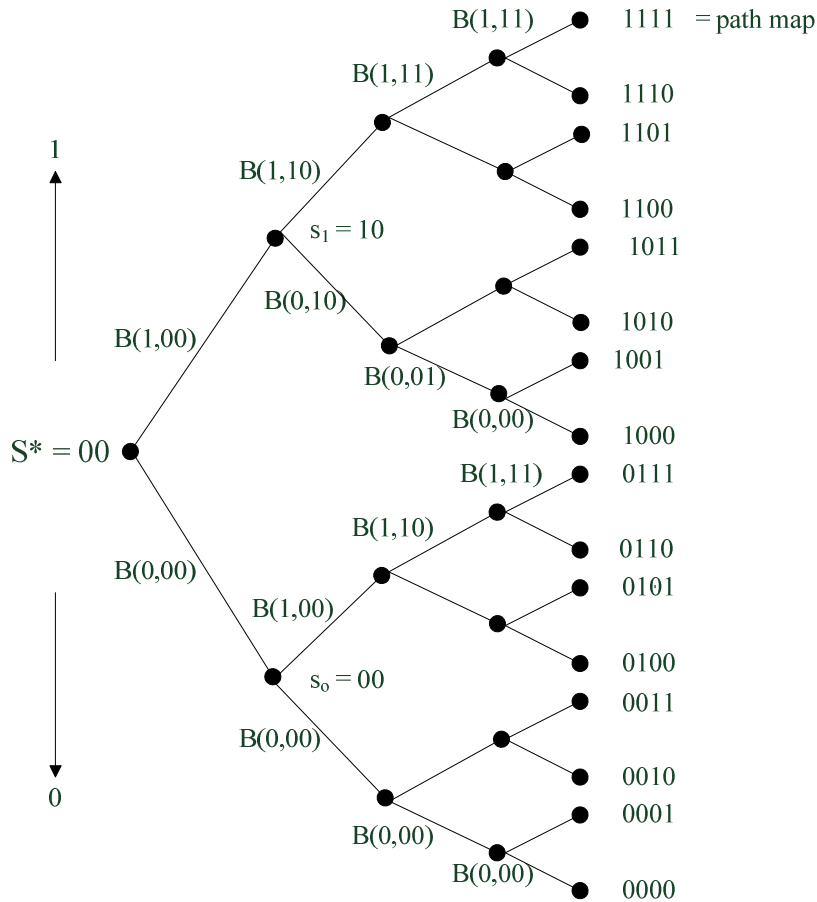 B(1,11)
1111 = path map
B(1,11)
1110
1101
1
B(1,10)
1100
s₁ = 10
1011
B(0,10)
1010
B(1,00)
1001
B(0,01)
B(0,00)
1000
S* = 00
B(1,11)
0111
B(1,10)
0110
B(0,00)
0101
B(1,00)
0100
sₒ = 00
0011
B(0,00)
0010
0
0001
B(0,00)
B(0,00)
0000